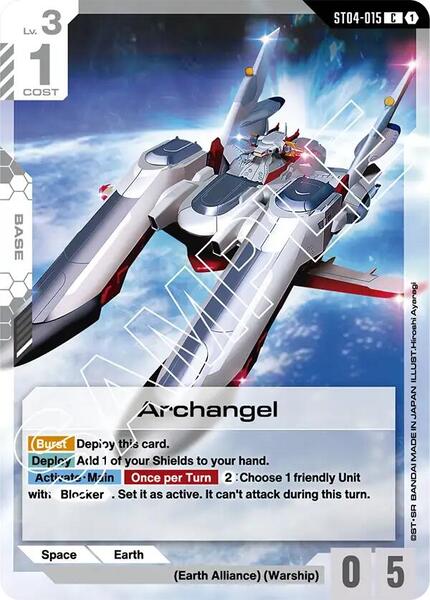 Lv. 3
ST04-015 C 1
1
COST
BASE
SAMPLE
Archangel
Burst Deploy this card.
Deploy Add 1 of your Shields to your hand.
Activate･Main Once per Turn ②:Choose 1 friendly Unit
with Blocker. Set it as active. It can't attack during this turn.
Space Earth
(Earth Alliance) (Warship)
0 5
©ST･SR BANDAI MADE IN JAPAN ILLUST.Hiroshi Ayaragi